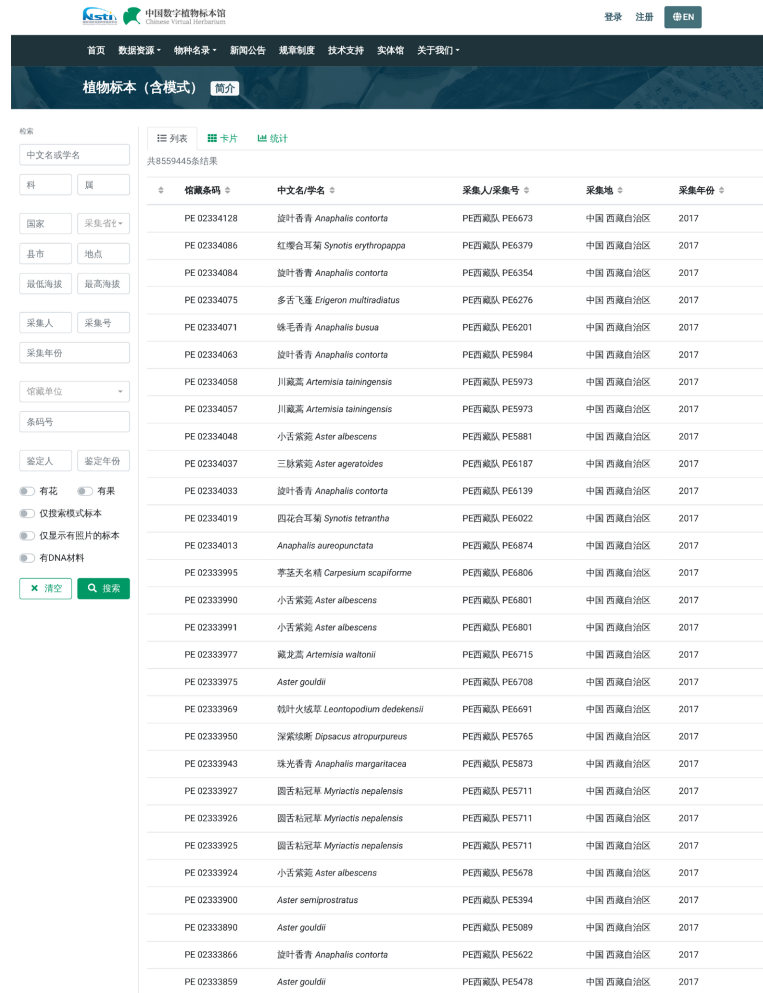 Nsti 中国数字植物标本馆 Chinese Virtual Herbarium 登录 注册 EN
首页 数据资源 物种名录 新闻公告 规章制度 技术支持 实体馆 关于我们
植物标本（含模式） 简介
检索
中文名或学名
科 属
国家 采集省份
县市 地点
最低海拔 最高海拔
采集人 采集号
采集年份
馆藏单位
条码号
鉴定人 鉴定年份
有花 有果
仅搜索模式标本
仅显示有照片的标本
有DNA材料
清空 搜索
列表 卡片 统计
共8559445条结果
馆藏条码 中文名/学名 采集人/采集号 采集地 采集年份
PE 02334128 旋叶香青 Anaphalis contorta PE西藏队 PE6673 中国 西藏自治区 2017
PE 02334086 红缨合耳菊 Synotis erythropappa PE西藏队 PE6379 中国 西藏自治区 2017
PE 02334084 旋叶香青 Anaphalis contorta PE西藏队 PE6354 中国 西藏自治区 2017
PE 02334075 多舌飞蓬 Erigeron multiradiatus PE西藏队 PE6276 中国 西藏自治区 2017
PE 02334071 蛛毛香青 Anaphalis busua PE西藏队 PE6201 中国 西藏自治区 2017
PE 02334063 旋叶香青 Anaphalis contorta PE西藏队 PE5984 中国 西藏自治区 2017
PE 02334058 川藏蒿 Artemisia tainingensis PE西藏队 PE5973 中国 西藏自治区 2017
PE 02334057 川藏蒿 Artemisia tainingensis PE西藏队 PE5973 中国 西藏自治区 2017
PE 02334048 小舌紫菀 Aster albescens PE西藏队 PE5881 中国 西藏自治区 2017
PE 02334037 三脉紫菀 Aster ageratoides PE西藏队 PE6187 中国 西藏自治区 2017
PE 02334033 旋叶香青 Anaphalis contorta PE西藏队 PE6139 中国 西藏自治区 2017
PE 02334019 四花合耳菊 Synotis tetrantha PE西藏队 PE6022 中国 西藏自治区 2017
PE 02334013 Anaphalis aureopunctata PE西藏队 PE6874 中国 西藏自治区 2017
PE 02333995 葶茎天名精 Carpesium scapiforme PE西藏队 PE6806 中国 西藏自治区 2017
PE 02333990 小舌紫菀 Aster albescens PE西藏队 PE6801 中国 西藏自治区 2017
PE 02333991 小舌紫菀 Aster albescens PE西藏队 PE6801 中国 西藏自治区 2017
PE 02333977 藏龙蒿 Artemisia waltonii PE西藏队 PE6715 中国 西藏自治区 2017
PE 02333975 Aster gouldii PE西藏队 PE6708 中国 西藏自治区 2017
PE 02333969 戟叶火绒草 Leontopodium dedekensii PE西藏队 PE6691 中国 西藏自治区 2017
PE 02333950 深紫续断 Dipsacus atropurpureus PE西藏队 PE5765 中国 西藏自治区 2017
PE 02333943 珠光香青 Anaphalis margaritacea PE西藏队 PE5873 中国 西藏自治区 2017
PE 02333927 圆舌粘冠草 Myriactis nepalensis PE西藏队 PE5711 中国 西藏自治区 2017
PE 02333926 圆舌粘冠草 Myriactis nepalensis PE西藏队 PE5711 中国 西藏自治区 2017
PE 02333925 圆舌粘冠草 Myriactis nepalensis PE西藏队 PE5711 中国 西藏自治区 2017
PE 02333924 小舌紫菀 Aster albescens PE西藏队 PE5678 中国 西藏自治区 2017
PE 02333900 Aster semiprostratus PE西藏队 PE5394 中国 西藏自治区 2017
PE 02333890 Aster gouldii PE西藏队 PE5089 中国 西藏自治区 2017
PE 02333866 旋叶香青 Anaphalis contorta PE西藏队 PE5622 中国 西藏自治区 2017
PE 02333859 Aster gouldii PE西藏队 PE5478 中国 西藏自治区 2017